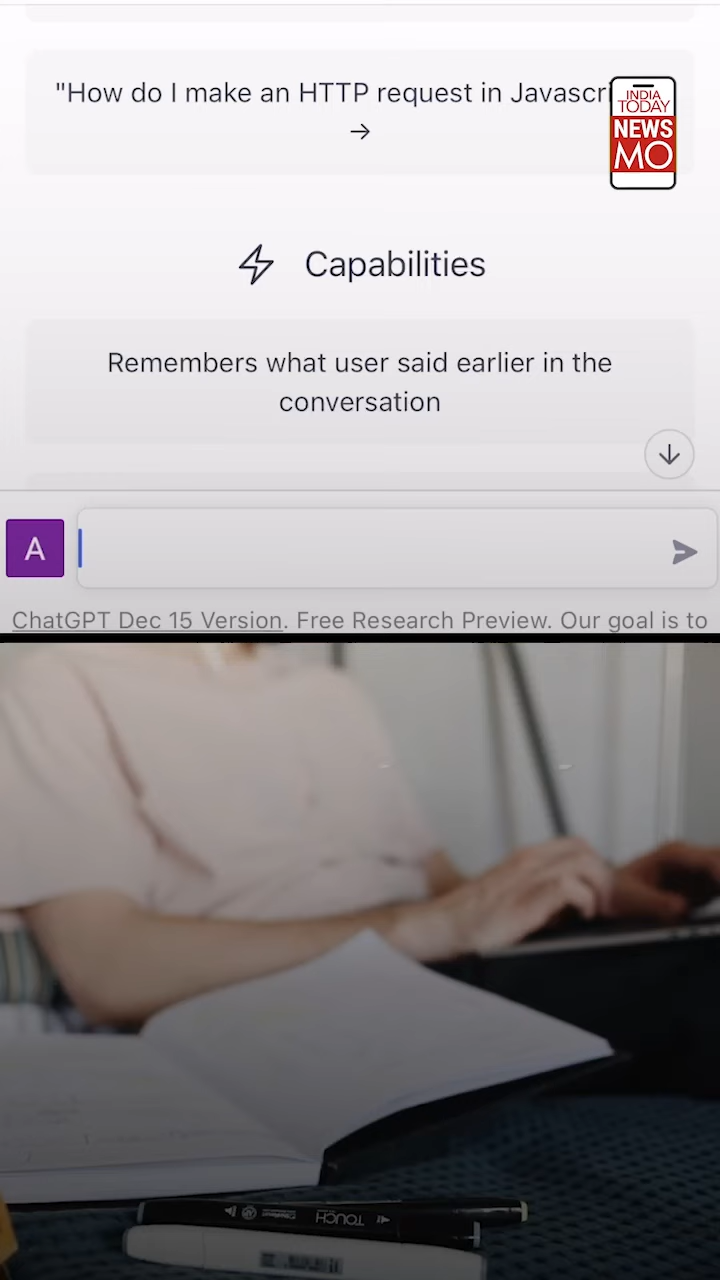 "How do I make an HTTP request in Javascri
→
INDIA
TODAY
NEWS
MO
Capabilities
Remembers what user said earlier in the
conversation
A
ChatGPT Dec 15 Version. Free Research Preview. Our goal is to
TOUCH